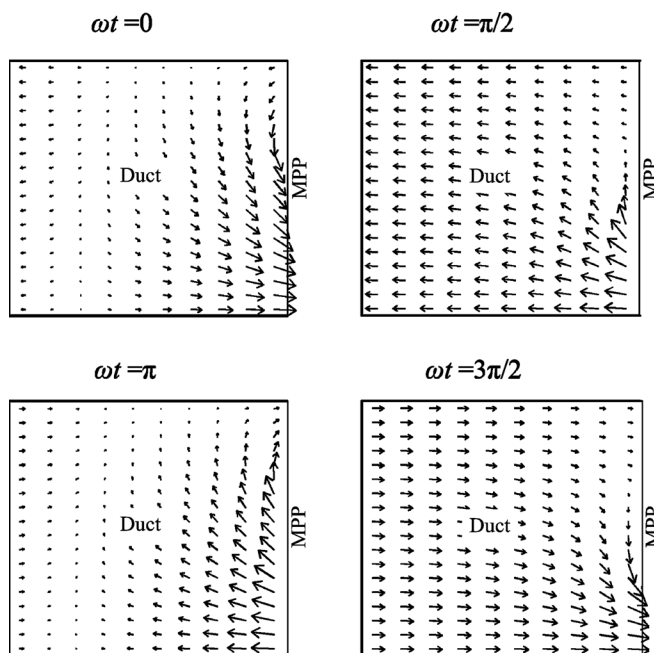 ωt =0
ωt =π/2
Duct
MPP
Duct
MPP
ωt =π
ωt =3π/2
Duct
MPP
Duct
MPP